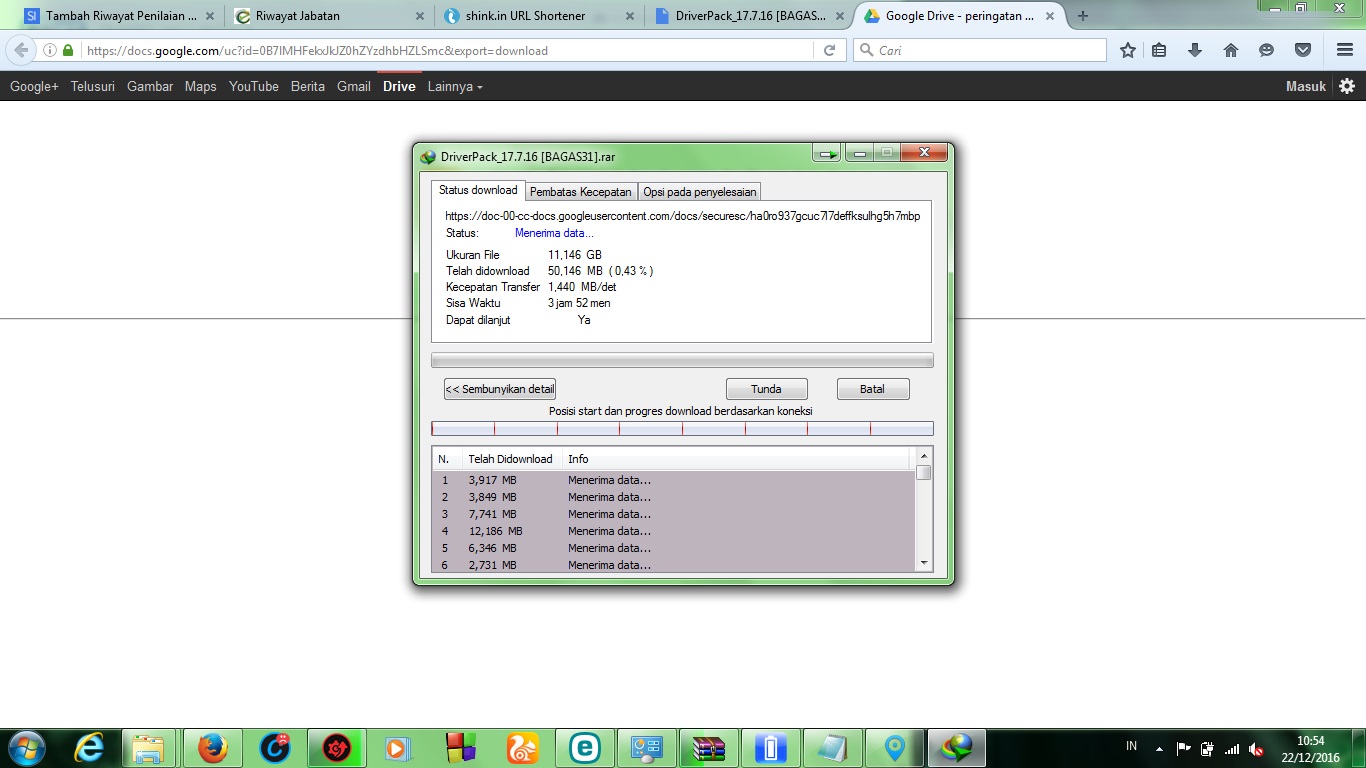 Tambah Riwayat Penilaian ...
Riwayat Jabatan
shink.in URL Shortener
DriverPack_17.7.16 [BAGAS...
Google Drive - peringatan ...
https://docs.google.com/uc?id=0B7IMHFekxJkJZ0hZYzdhbHZLSmc&export=download
Cari
Google+ Telusuri Gambar Maps YouTube Berita Gmail Drive Lainnya
Masuk
DriverPack_17.7.16 [BAGAS31].rar
Status download Pembatas Kecepatan Opsi pada penyelesaian
https://doc-00-cc-docs.googleusercontent.com/docs/securesc/ha0ro937gcuc7l7deffksulhg5h7mbp
Status: Menerima data...
Ukuran File 11,146 GB
Telah didownload 50,146 MB ( 0,43 % )
Kecepatan Transfer 1,440 MB/det
Sisa Waktu 3 jam 52 men
Dapat dilanjut Ya
<< Sembunyikan detail Tunda Batal
Posisi start dan progres download berdasarkan koneksi
N. Telah Didownload Info
1 3,917 MB Menerima data...
2 3,849 MB Menerima data...
3 7,741 MB Menerima data...
4 12,186 MB Menerima data...
5 6,346 MB Menerima data...
6 2,731 MB Menerima data...
IN
10:54
22/12/2016